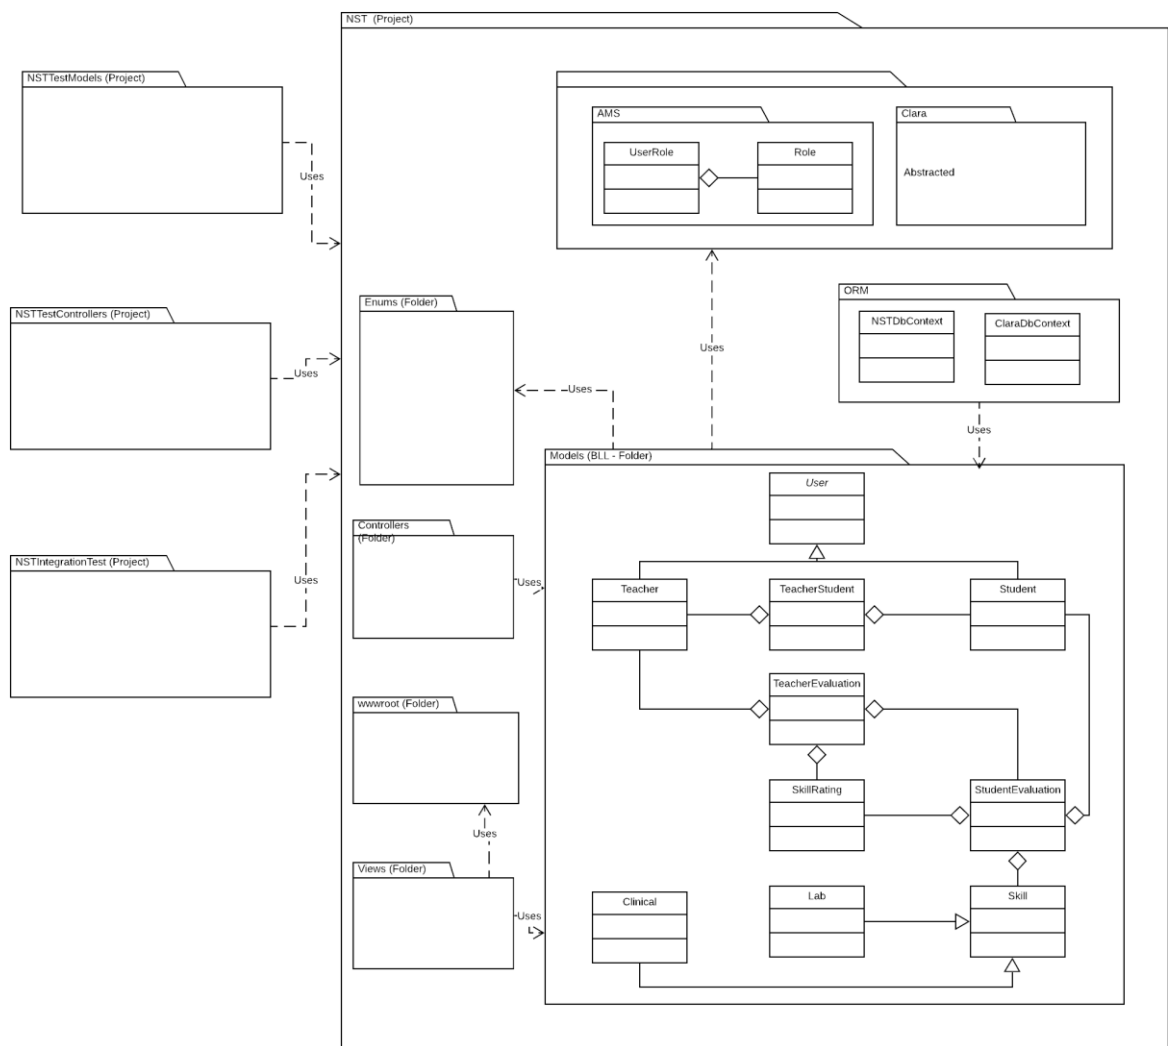 NST (Project)
NSTTestModels (Project)
AMS
Clara
UserRole
Role
Abstracted
Uses
Enums (Folder)
ORM
NSTTestControllers (Project)
NSTDbContext
ClaraDbContext
Uses
Uses
Uses
Uses
Models (BLL - Folder)
User
Controllers
(Folder)
NSTIntegrationTest (Project)
Uses
Uses
Teacher
TeacherStudent
Student
TeacherEvaluation
wwwroot (Folder)
SkillRating
StudentEvaluation
Uses
Views (Folder)
Clinical
Lab
Skill
Uses